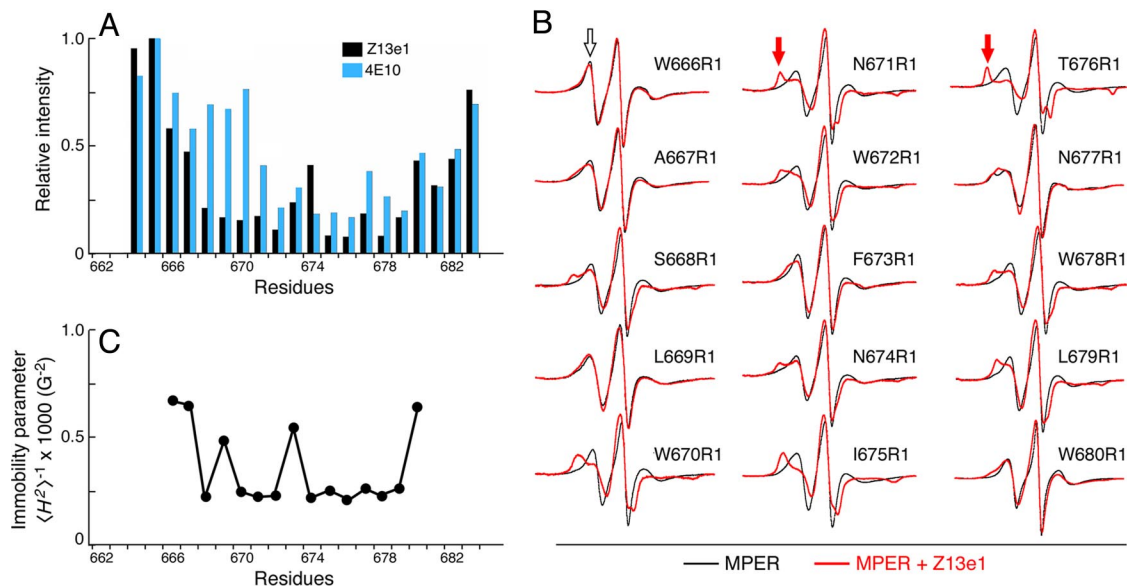 A
1.0
0.5
0
Relative intensity
Z13e1
4E10
662 666 670 674 678 682
Residues
B
W666R1
A667R1
S668R1
L669R1
W670R1
N671R1
W672R1
F673R1
N674R1
I675R1
T676R1
N677R1
W678R1
L679R1
W680R1
MPER
MPER + Z13e1
C
1.0
0.5
0
Immobility parameter
⟨H²⟩⁻¹ x 1000 (G⁻²)
662 666 670 674 678 682
Residues